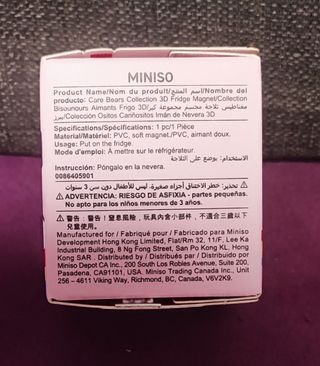 MINISO
Product Name/Nom du produit/اسم المنتج/Nombre del
producto: Care Bears Collection 3D Fridge Magnet/Collection
Bisounours Aimants Frigo 3D/مغناطيس ثلاجة مجسم مجموعة كير
بيرز/Colección Ositos Cariñositos Imán de Nevera 3D
Specifications/Spécifications: 1 pc/1 Pièce
Material/Matériel: PVC, soft magnet./PVC, aimant doux.
Usage: Put on the fridge.
Mode d'emploi: À mettre sur le réfrigérateur.
الاستخدام: يوضع على الثلاجة
Instrucción: Póngalo en la nevera.
0086405901
⚠ تحذير: خطر الاختناق أجزاء صغيرة. ليس للأطفال دون سن 3 سنوات
⚠ ADVERTENCIA: RIESGO DE ASFIXIA - partes pequeñas.
No apto para los niños menores de 3 años.
⚠ 警告：警告！窒息風險，玩具內含小部件，不適合三歲以下
兒童使用。
Manufactured for / Fabriqué pour / Fabricado para: Miniso
Development Hong Kong Limited, Flat/Rm 32, 11/F, Lee Ka
Industrial Building, 8 Ng Fong Street, San Po Kong KL, Hong
Kong SAR. Distributed by / Distribués par / Distribuido por:
Miniso Depot CA Inc., 200 South Los Robles Avenue, Suite 200,
Pasadena, CA91101, USA. Miniso Trading Canada Inc., Unit
256 – 4611 Viking Way, Richmond, BC, Canada, V6V2K9.